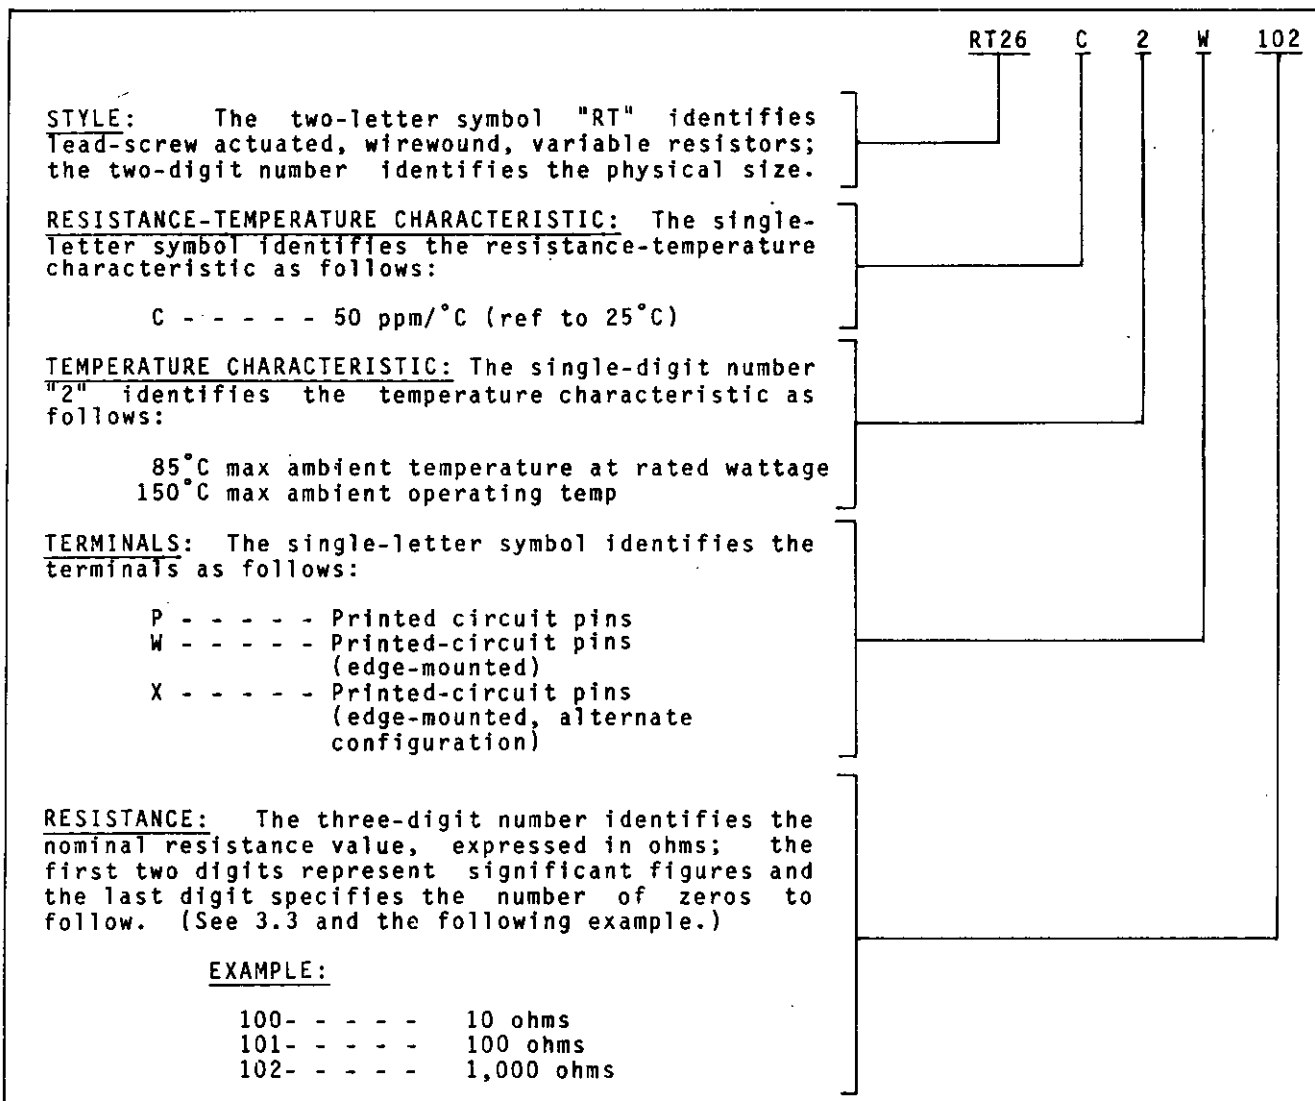 RT26 C 2 W 102
STYLE: The two-letter symbol "RT" identifies
lead-screw actuated, wirewound, variable resistors;
the two-digit number identifies the physical size.
RESISTANCE-TEMPERATURE CHARACTERISTIC: The single-
letter symbol identifies the resistance-temperature
characteristic as follows:
C - - - - - 50 ppm/°C (ref to 25°C)
TEMPERATURE CHARACTERISTIC: The single-digit number
"2" identifies the temperature characteristic as
follows:
85°C max ambient temperature at rated wattage
150°C max ambient operating temp
TERMINALS: The single-letter symbol identifies the
terminals as follows:
P - - - - - Printed circuit pins
W - - - - - Printed-circuit pins
(edge-mounted)
X - - - - - Printed-circuit pins
(edge-mounted, alternate
configuration)
RESISTANCE: The three-digit number identifies the
nominal resistance value, expressed in ohms; the
first two digits represent significant figures and
the last digit specifies the number of zeros to
follow. (See 3.3 and the following example.)
EXAMPLE:
100- - - - - 10 ohms
101- - - - - 100 ohms
102- - - - - 1,000 ohms